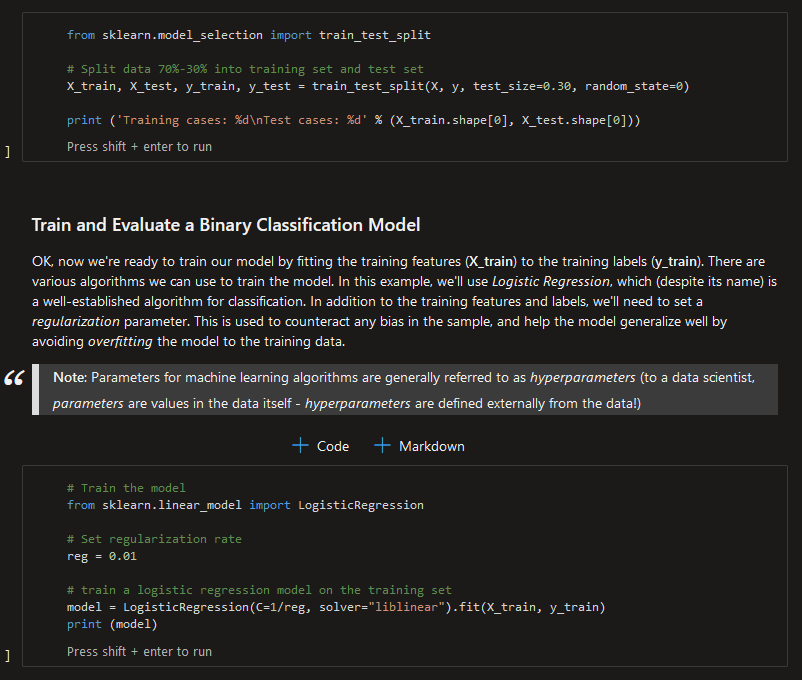 from sklearn.model_selection import train_test_split
# Split data 70%-30% into training set and test set
X_train, X_test, y_train, y_test = train_test_split(X, y, test_size=0.30, random_state=0)
print ('Training cases: %d\nTest cases: %d' % (X_train.shape[0], X_test.shape[0]))
Press shift + enter to run
]
Train and Evaluate a Binary Classification Model
OK, now we're ready to train our model by fitting the training features (X_train) to the training labels (y_train). There are
various algorithms we can use to train the model. In this example, we'll use Logistic Regression, which (despite its name) is
a well-established algorithm for classification. In addition to the training features and labels, we'll need to set a
regularization parameter. This is used to counteract any bias in the sample, and help the model generalize well by
avoiding overfitting the model to the training data.
“
Note: Parameters for machine learning algorithms are generally referred to as hyperparameters (to a data scientist,
parameters are values in the data itself - hyperparameters are defined externally from the data!)
+ Code + Markdown
# Train the model
from sklearn.linear_model import LogisticRegression
# Set regularization rate
reg = 0.01
# train a logistic regression model on the training set
model = LogisticRegression(C=1/reg, solver="liblinear").fit(X_train, y_train)
print (model)
Press shift + enter to run
]